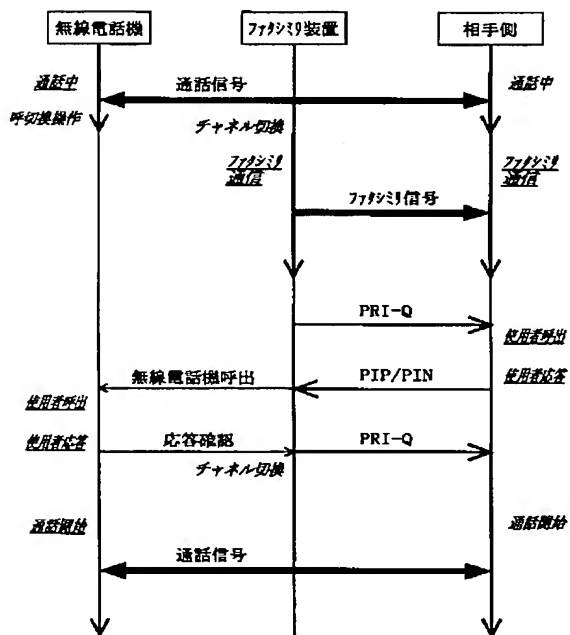 無線電話機
ﾌｧｸｼﾐﾘ装置
相手側
通話中
通話信号
通話中
呼切換操作
チャネル切換
ﾌｧｸｼﾐﾘ
通信
ﾌｧｸｼﾐﾘ
通信
ﾌｧｸｼﾐﾘ信号
PRI-Q
使用者呼出
無線電話機呼出
PIP/PIN
使用者応答
使用者呼出
使用者応答
応答確認
PRI-Q
チャネル切換
通話開始
通話開始
通話信号